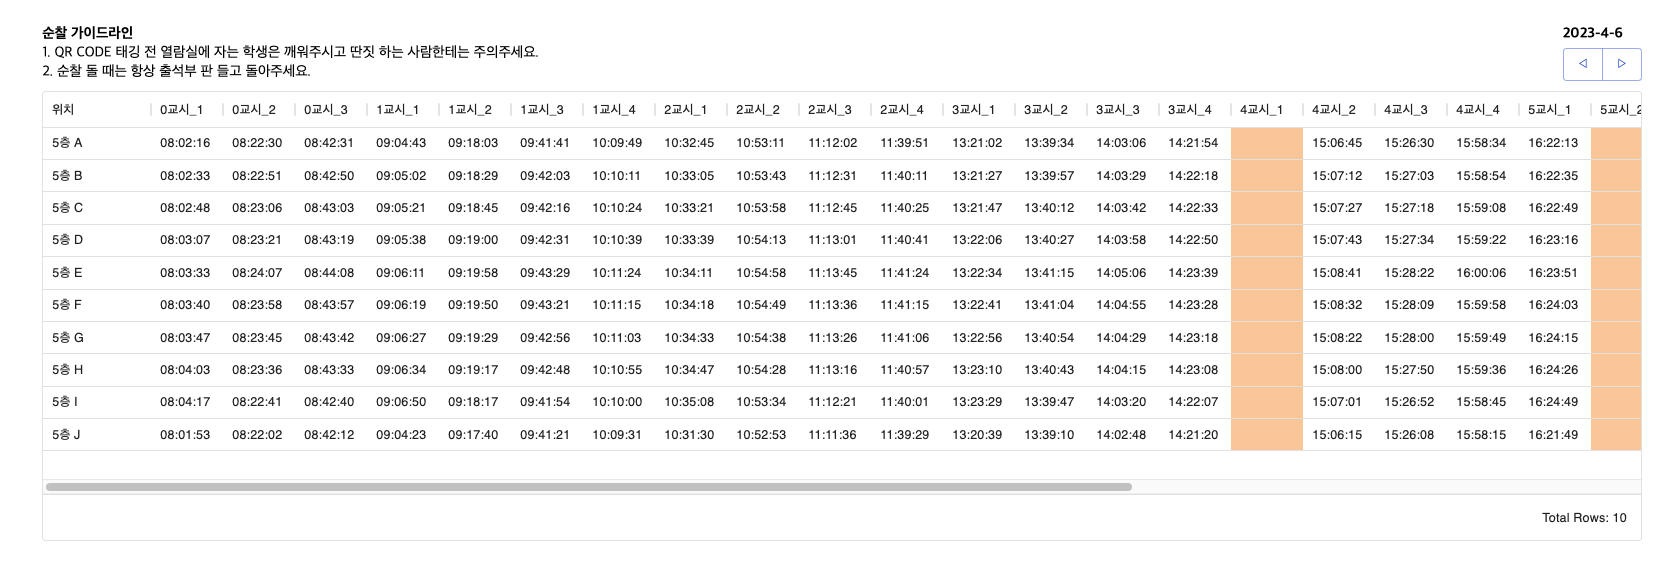 순찰 가이드라인
2023-4-6
1. QR CODE 태깅 전 열람실에 자는 학생은 깨워주시고 딴짓 하는 사람한테는 주의주세요.
2. 순찰 돌 때는 항상 출석부 판 들고 돌아주세요.
위치 0교시_1 0교시_2 0교시_3 1교시_1 1교시_2 1교시_3 1교시_4 2교시_1 2교시_2 2교시_3 2교시_4 3교시_1 3교시_2 3교시_3 3교시_4 4교시_1 4교시_2 4교시_3 4교시_4 5교시_1 5교시_2
5층 A 08:02:16 08:22:30 08:42:31 09:04:43 09:18:03 09:41:41 10:09:49 10:32:45 10:53:11 11:12:02 11:39:51 13:21:02 13:39:34 14:03:06 14:21:54 15:06:45 15:26:30 15:58:34 16:22:13
5층 B 08:02:33 08:22:51 08:42:50 09:05:02 09:18:29 09:42:03 10:10:11 10:33:05 10:53:43 11:12:31 11:40:11 13:21:27 13:39:57 14:03:29 14:22:18 15:07:12 15:27:03 15:58:54 16:22:35
5층 C 08:02:48 08:23:06 08:43:03 09:05:21 09:18:45 09:42:16 10:10:24 10:33:21 10:53:58 11:12:45 11:40:25 13:21:47 13:40:12 14:03:42 14:22:33 15:07:27 15:27:18 15:59:08 16:22:49
5층 D 08:03:07 08:23:21 08:43:19 09:05:38 09:19:00 09:42:31 10:10:39 10:33:39 10:54:13 11:13:01 11:40:41 13:22:06 13:40:27 14:03:58 14:22:50 15:07:43 15:27:34 15:59:22 16:23:16
5층 E 08:03:33 08:24:07 08:44:08 09:06:11 09:19:58 09:43:29 10:11:24 10:34:11 10:54:58 11:13:45 11:41:24 13:22:34 13:41:15 14:05:06 14:23:39 15:08:41 15:28:22 16:00:06 16:23:51
5층 F 08:03:40 08:23:58 08:43:57 09:06:19 09:19:50 09:43:21 10:11:15 10:34:18 10:54:49 11:13:36 11:41:15 13:22:41 13:41:04 14:04:55 14:23:28 15:08:32 15:28:09 15:59:58 16:24:03
5층 G 08:03:47 08:23:45 08:43:42 09:06:27 09:19:29 09:42:56 10:11:03 10:34:33 10:54:38 11:13:26 11:41:06 13:22:56 13:40:54 14:04:29 14:23:18 15:08:22 15:28:00 15:59:49 16:24:15
5층 H 08:04:03 08:23:36 08:43:33 09:06:34 09:19:17 09:42:48 10:10:55 10:34:47 10:54:28 11:13:16 11:40:57 13:23:10 13:40:43 14:04:15 14:23:08 15:08:00 15:27:50 15:59:36 16:24:26
5층 I 08:04:17 08:22:41 08:42:40 09:06:50 09:18:17 09:41:54 10:10:00 10:35:08 10:53:34 11:12:21 11:40:01 13:23:29 13:39:47 14:03:20 14:22:07 15:07:01 15:26:52 15:58:45 16:24:49
5층 J 08:01:53 08:22:02 08:42:12 09:04:23 09:17:40 09:41:21 10:09:31 10:31:30 10:52:53 11:11:36 11:39:29 13:20:39 13:39:10 14:02:48 14:21:20 15:06:15 15:26:08 15:58:15 16:21:49
Total Rows: 10